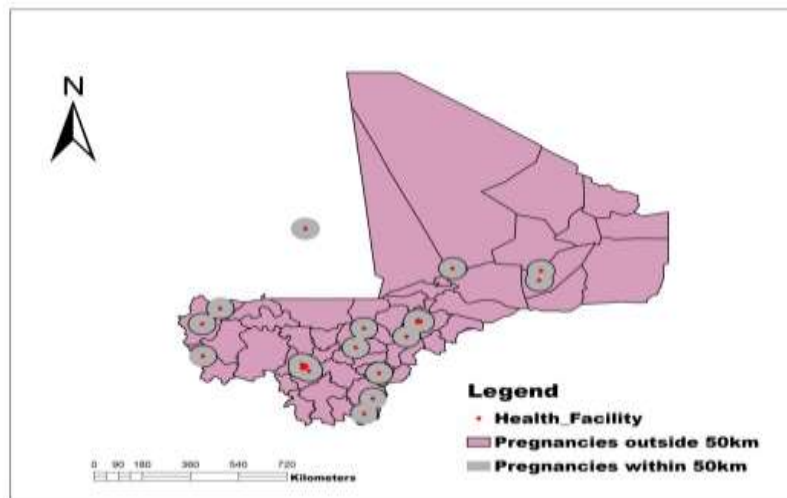 N
Legend
Health_Facility
Pregnancies outside 50km
Pregnancies within 50km
0 90 180 360 540 720
Kilometers